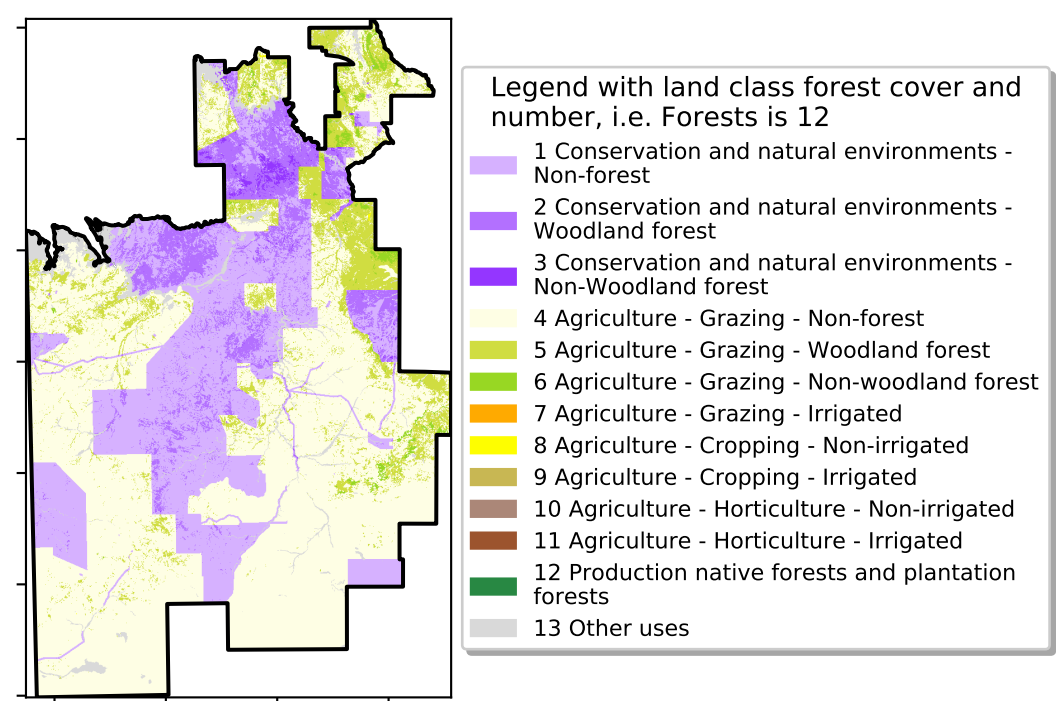 Legend with land class forest cover and
number, i.e. Forests is 12
1 Conservation and natural environments -
Non-forest
2 Conservation and natural environments -
Woodland forest
3 Conservation and natural environments -
Non-Woodland forest
4 Agriculture - Grazing - Non-forest
5 Agriculture - Grazing - Woodland forest
6 Agriculture - Grazing - Non-woodland forest
7 Agriculture - Grazing - Irrigated
8 Agriculture - Cropping - Non-irrigated
9 Agriculture - Cropping - Irrigated
10 Agriculture - Horticulture - Non-irrigated
11 Agriculture - Horticulture - Irrigated
12 Production native forests and plantation
forests
13 Other uses